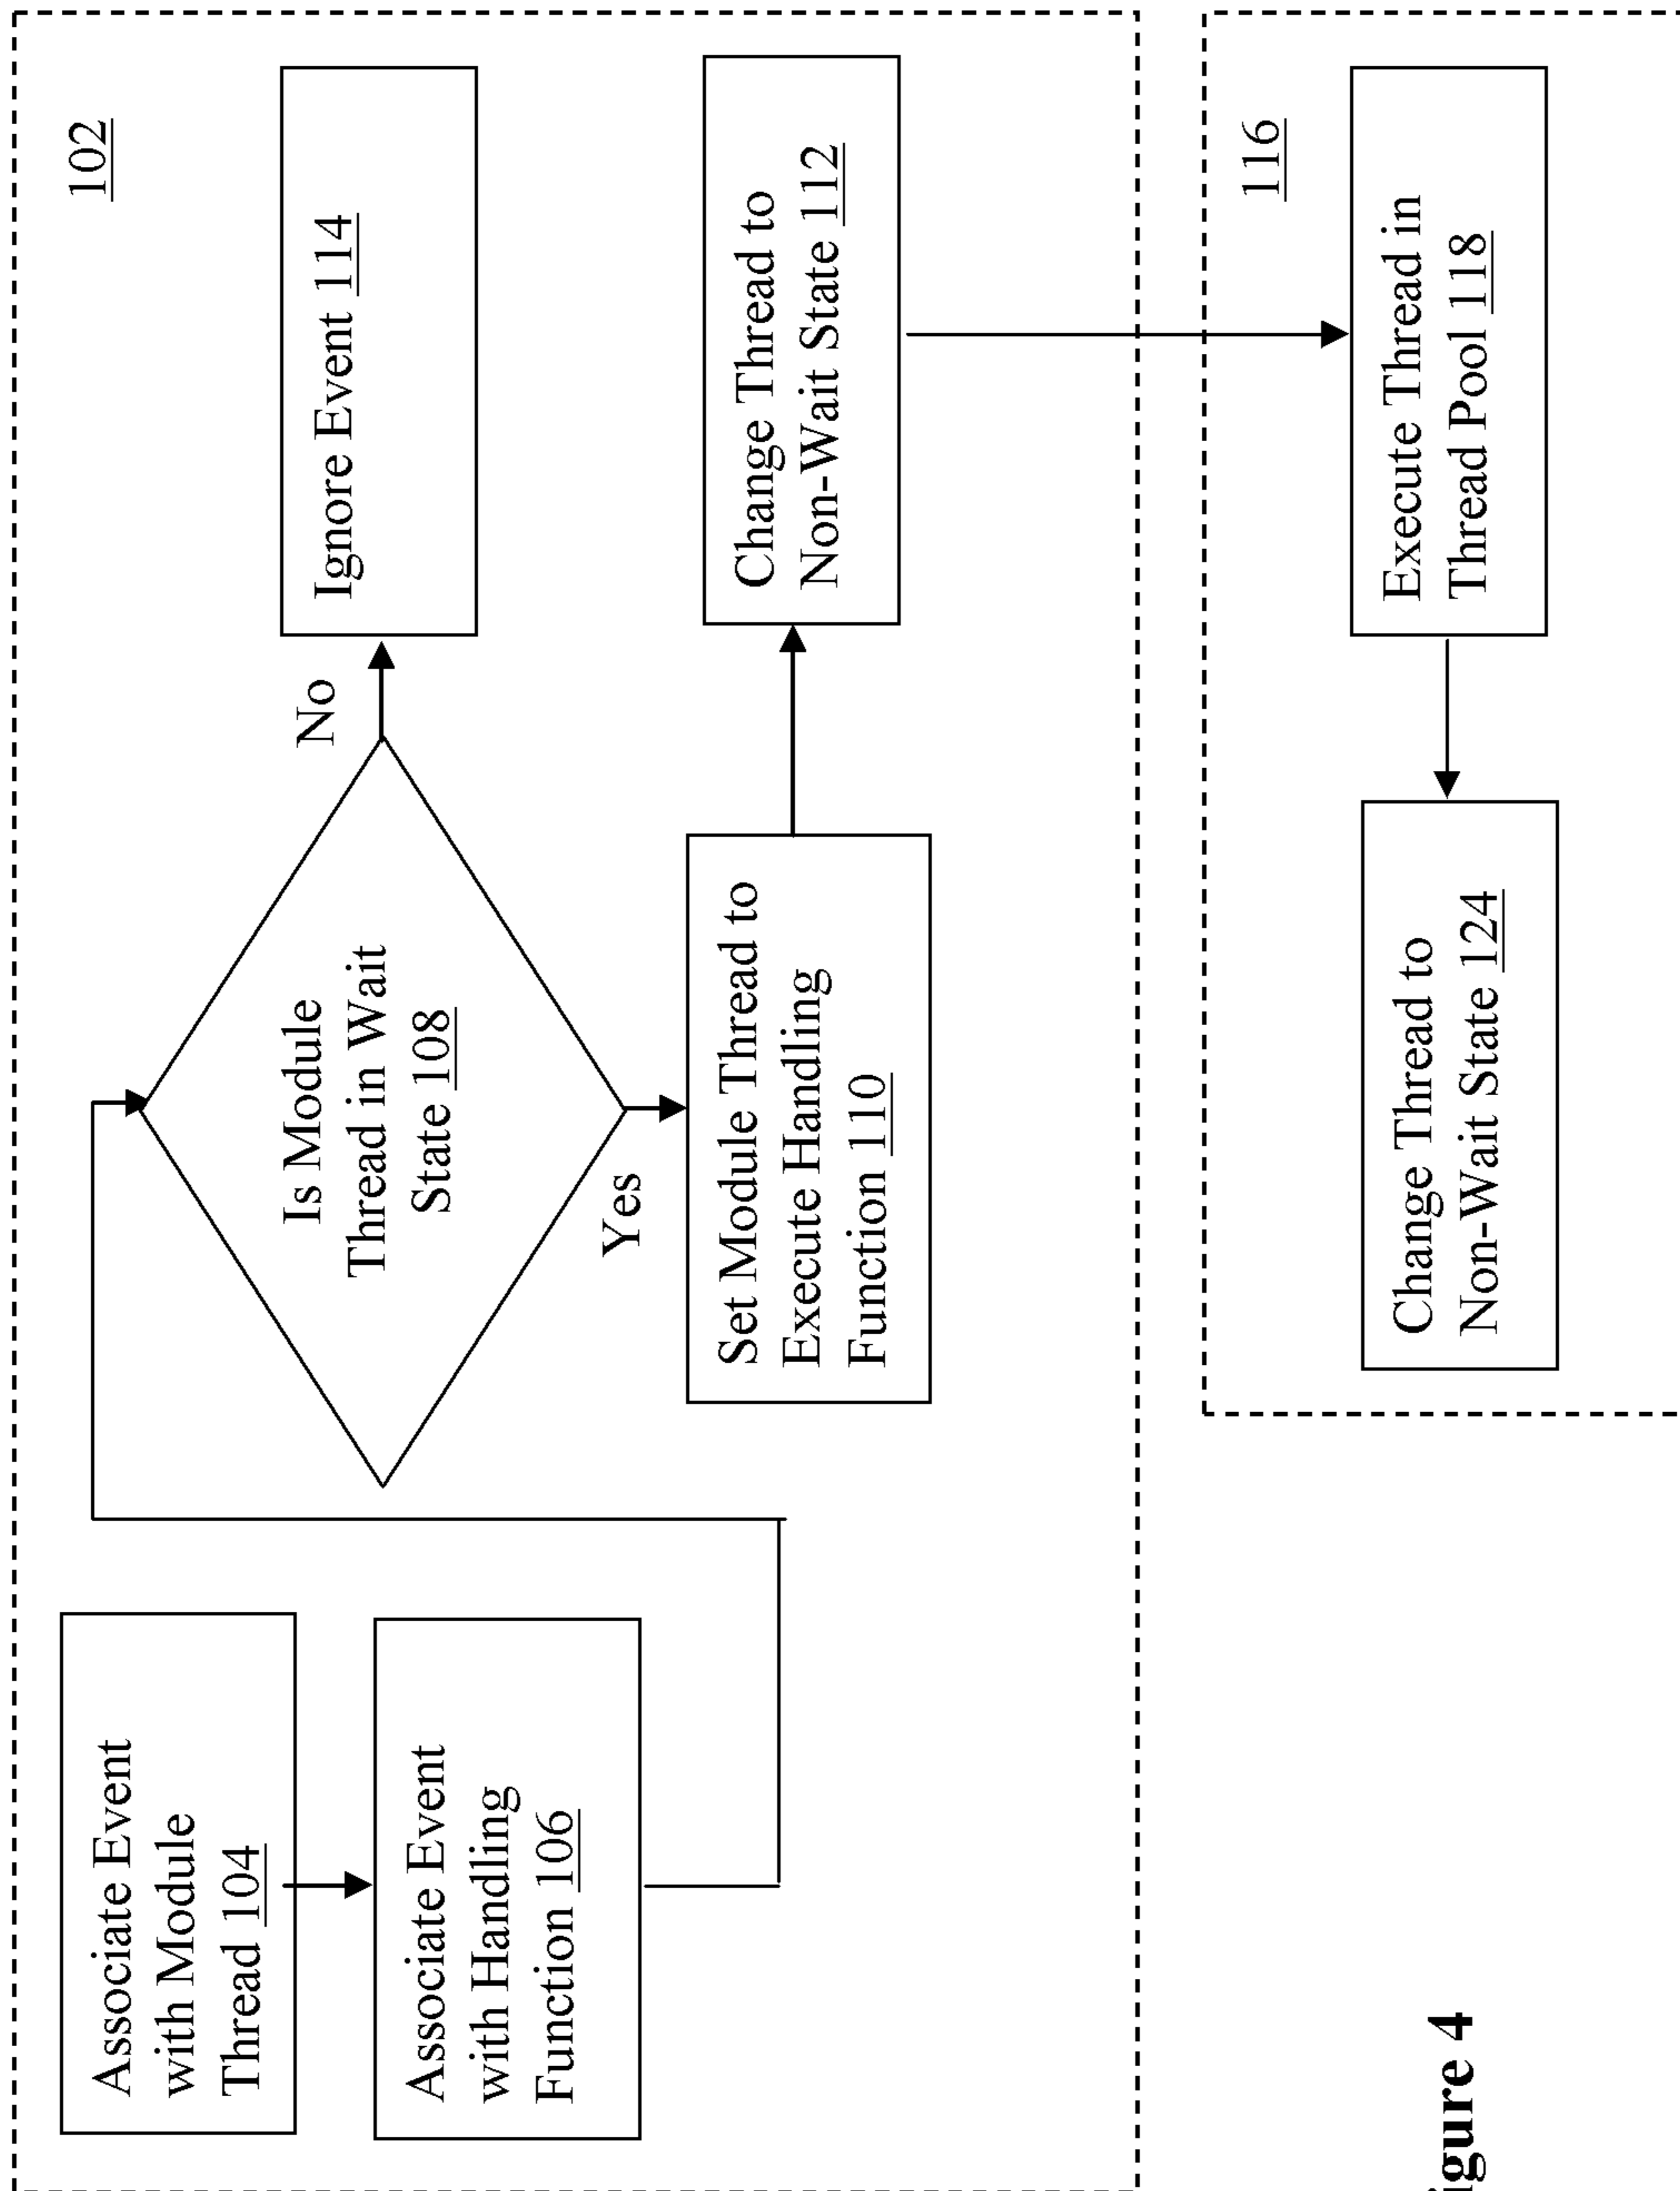 102
Associate Event
with Module
Thread 104
Associate Event
with Handling
Function 106
Is Module
Thread in Wait
State 108
No
Ignore Event 114
Yes
Set Module Thread to
Execute Handling
Function 110
Change Thread to
Non-Wait State 112
116
Execute Thread in
Thread Pool 118
Change Thread to
Non-Wait State 124
igure 4